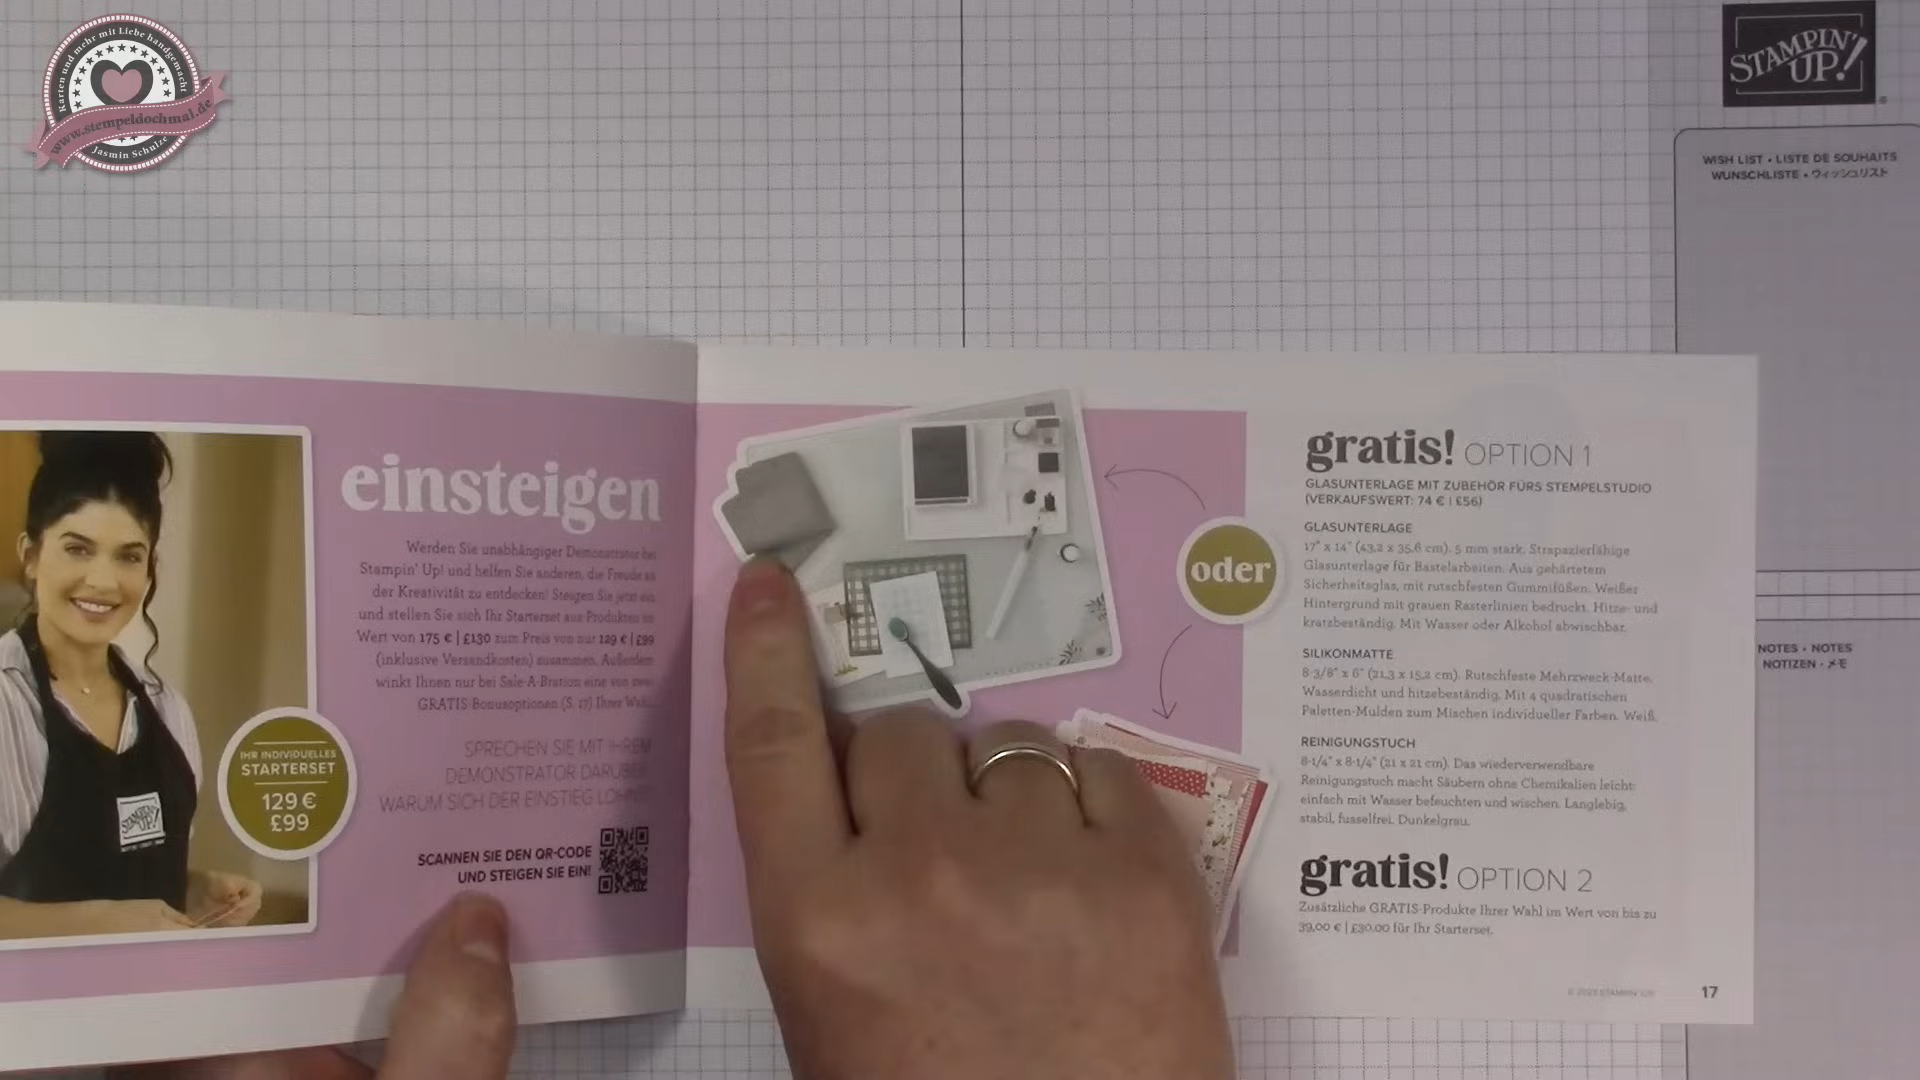 Karten und mehr mit Liebe handgemacht
www.stempeldochmal.de
Jasmin Schulze
STAMPIN'
UP!
WISH LIST • LISTE DE SOUHAITS
WUNSCHLISTE • ウィッシュリスト
NOTES • NOTES
NOTIZEN • メモ
einsteigen
Werden Sie unabhängiger Demonstrator bei
Stampin' Up! und helfen Sie anderen, die Freude an
der Kreativität zu entdecken! Steigen Sie jetzt ein
und stellen Sie sich Ihr Starterset aus Produkten im
Wert von 175 € | £130 zum Preis von nur 129 € | £99
(inklusive Versandkosten) zusammen. Außerdem
winkt Ihnen nur bei Sale-A-Bration eine von zwei
GRATIS-Bonusoptionen (S. 17) Ihrer Wahl.
SPRECHEN SIE MIT IHREM
DEMONSTRATOR DARÜBER,
WARUM SICH DER EINSTIEG LOHNT.
SCANNEN SIE DEN QR-CODE
UND STEIGEN SIE EIN!
IHR INDIVIDUELLES
STARTERSET
129 €
£99
STAMPIN'
UP!
oder
gratis! OPTION 1
GLASUNTERLAGE MIT ZUBEHÖR FÜRS STEMPELSTUDIO
(VERKAUFSWERT: 74 € | £56)
GLASUNTERLAGE
17" x 14" (43,2 x 35,6 cm). 5 mm stark. Strapazierfähige
Glasunterlage für Bastelarbeiten. Aus gehärtetem
Sicherheitsglas, mit rutschfesten Gummifüßen. Weißer
Hintergrund mit grauen Rasterlinien bedruckt. Hitze- und
kratzbeständig. Mit Wasser oder Alkohol abwischbar.
SILIKONMATTE
8-3/8" x 6" (21,3 x 15,2 cm). Rutschfeste Mehrzweck-Matte.
Wasserdicht und hitzebeständig. Mit 4 quadratischen
Paletten-Mulden zum Mischen individueller Farben. Weiß.
REINIGUNGSTUCH
8-1/4" x 8-1/4" (21 x 21 cm). Das wiederverwendbare
Reinigungstuch macht Säubern ohne Chemikalien leicht:
einfach mit Wasser befeuchten und wischen. Langlebig,
stabil, fusselfrei. Dunkelgrau.
gratis! OPTION 2
Zusätzliche GRATIS-Produkte Ihrer Wahl im Wert von bis zu
39,00 € | £30.00 für Ihr Starterset.
17